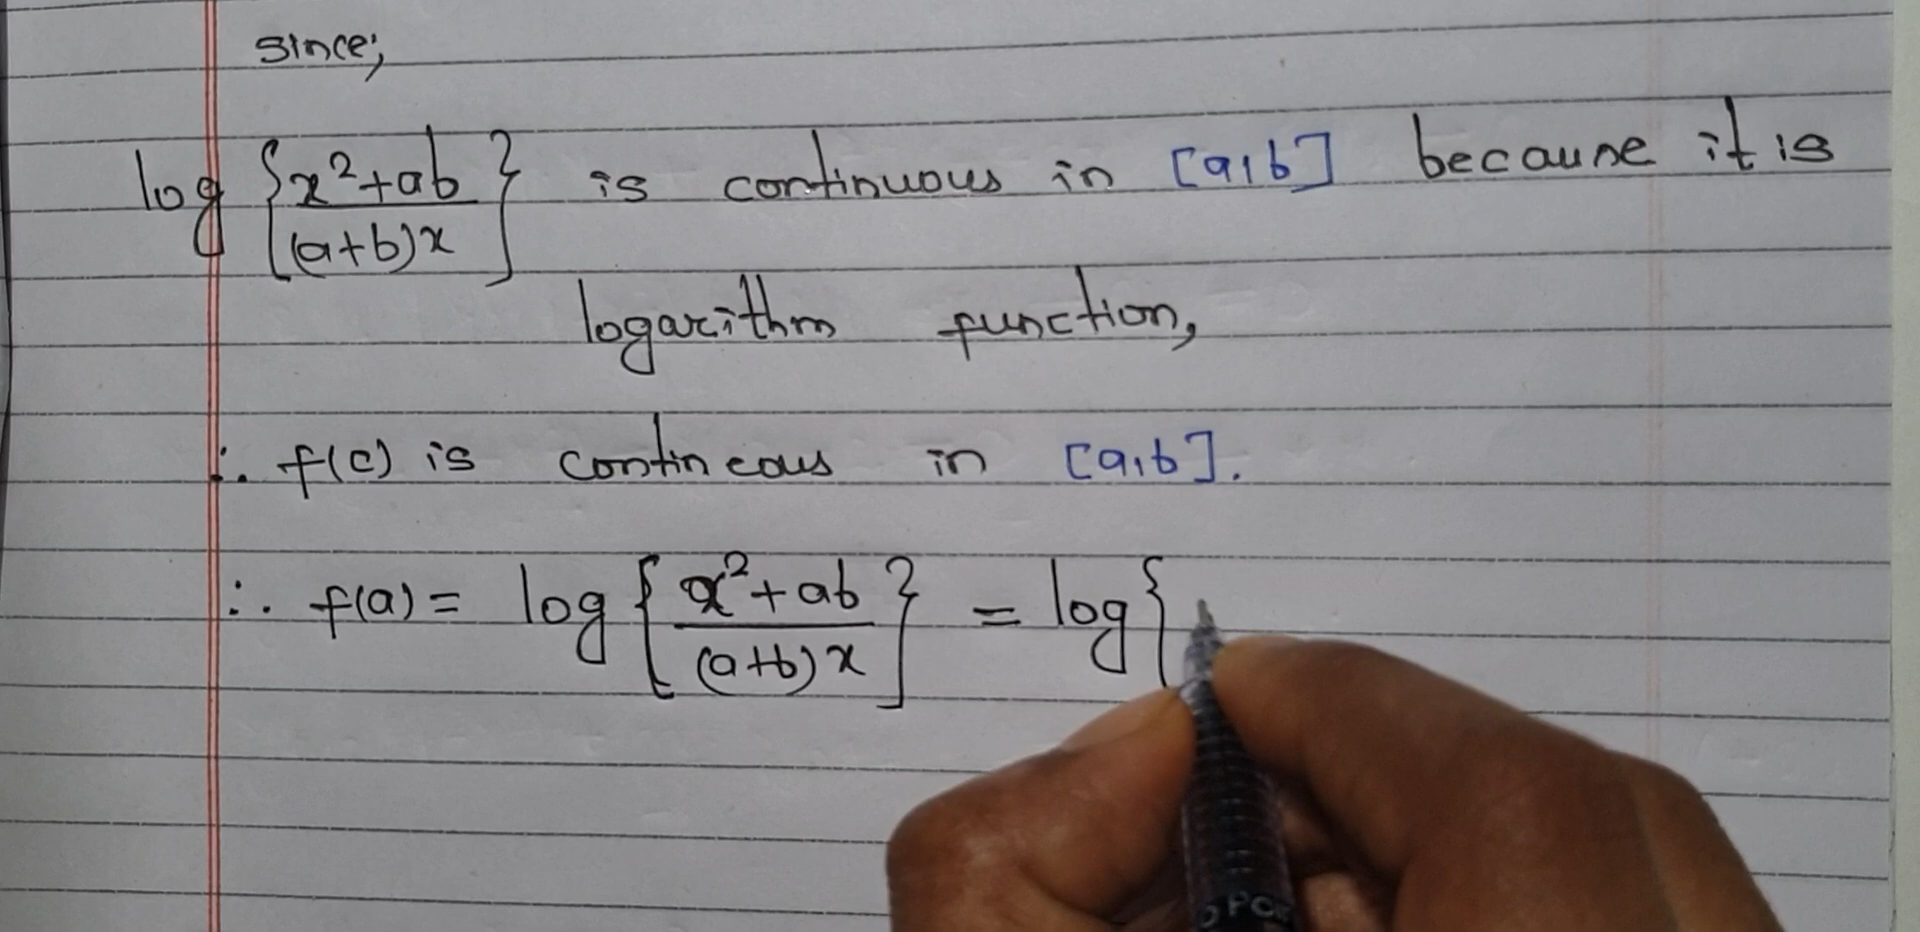 since;
log {x²+ab / (a+b)x} is continuous in [a,b] because it is
logarithm function,
∴ f(c) is contineous in [a,b].
∴ f(a) = log {x²+ab / (a+b)x} = log {